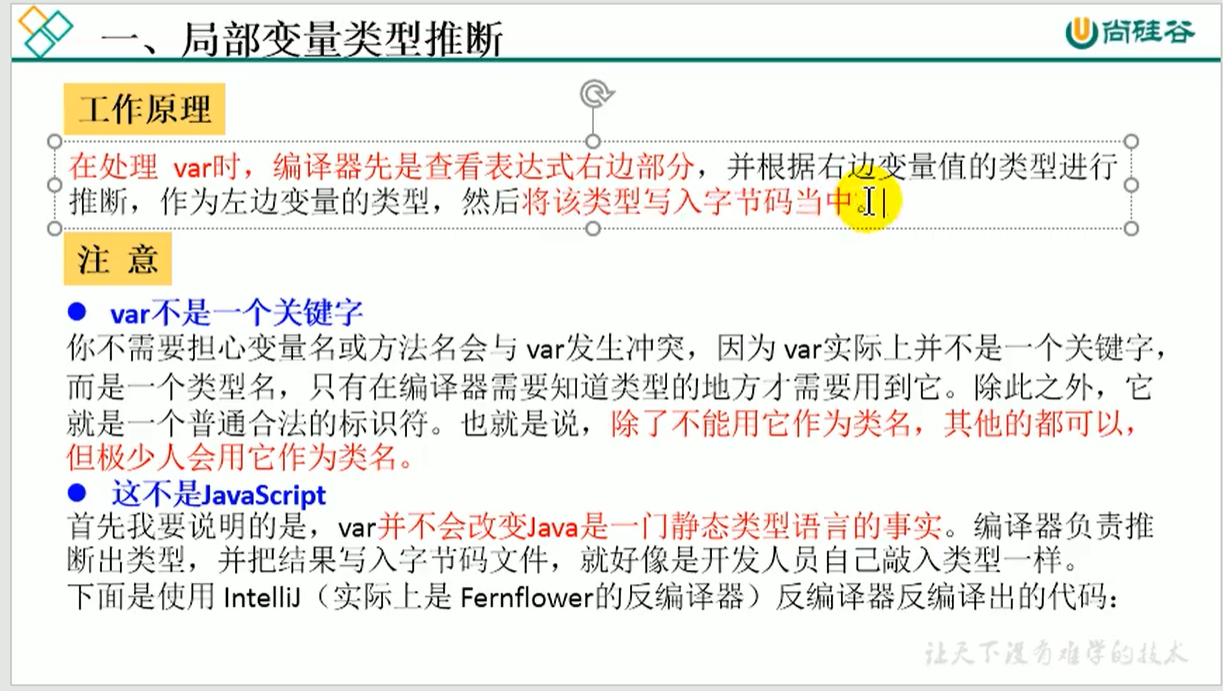 一、局部变量类型推断
尚硅谷
工作原理
在处理 var时，编译器先是查看表达式右边部分，并根据右边变量值的类型进行
推断，作为左边变量的类型，然后将该类型写入字节码当中。
注 意
● var不是一个关键字
你不需要担心变量名或方法名会与 var发生冲突，因为 var实际上并不是一个关键字，
而是一个类型名，只有在编译器需要知道类型的地方才需要用到它。除此之外，它
就是一个普通合法的标识符。也就是说，除了不能用它作为类名，其他的都可以，
但极少人会用它作为类名。
● 这不是JavaScript
首先我要说明的是，var并不会改变Java是一门静态类型语言的事实。编译器负责推
断出类型，并把结果写入字节码文件，就好像是开发人员自己敲入类型一样。
下面是使用 IntelliJ（实际上是 Fernflower的反编译器）反编译器反编译出的代码：
让天下没有难学的技术